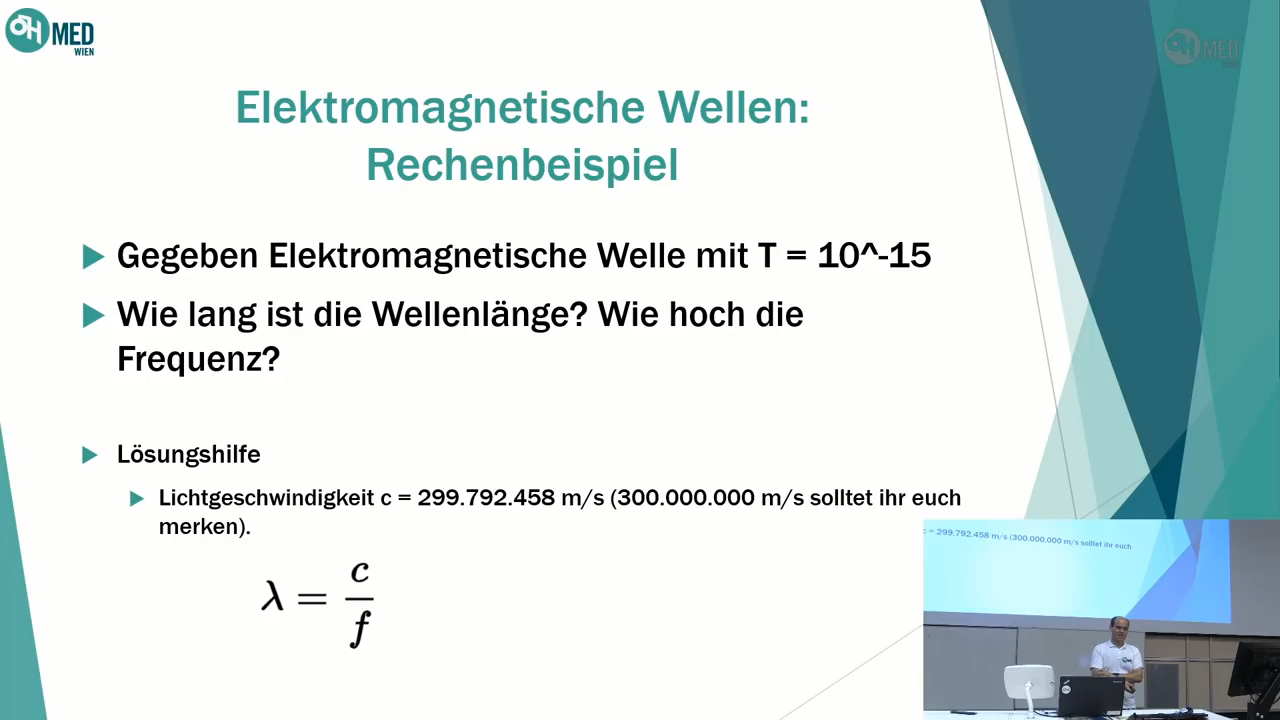 ÖH MED
WIEN
ÖH MED
Elektromagnetische Wellen:
Rechenbeispiel
Gegeben Elektromagnetische Welle mit T = 10^-15
Wie lang ist die Wellenlänge? Wie hoch die
Frequenz?
Lösungshilfe
Lichtgeschwindigkeit c = 299.792.458 m/s (300.000.000 m/s solltet ihr euch
merken).
λ = c/f
c = 299.792.458 m/s (300.000.000 m/s solltet ihr euch